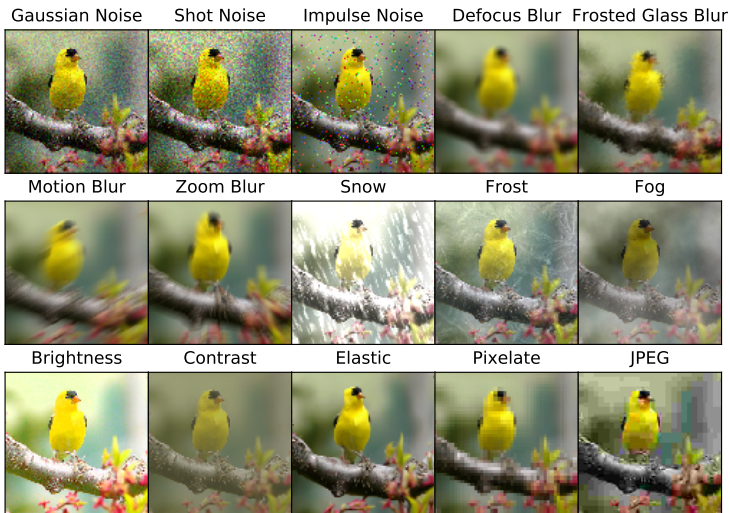 Gaussian Noise Shot Noise Impulse Noise Defocus Blur Frosted Glass Blur
Motion Blur Zoom Blur Snow Frost Fog
Brightness Contrast Elastic Pixelate JPEG